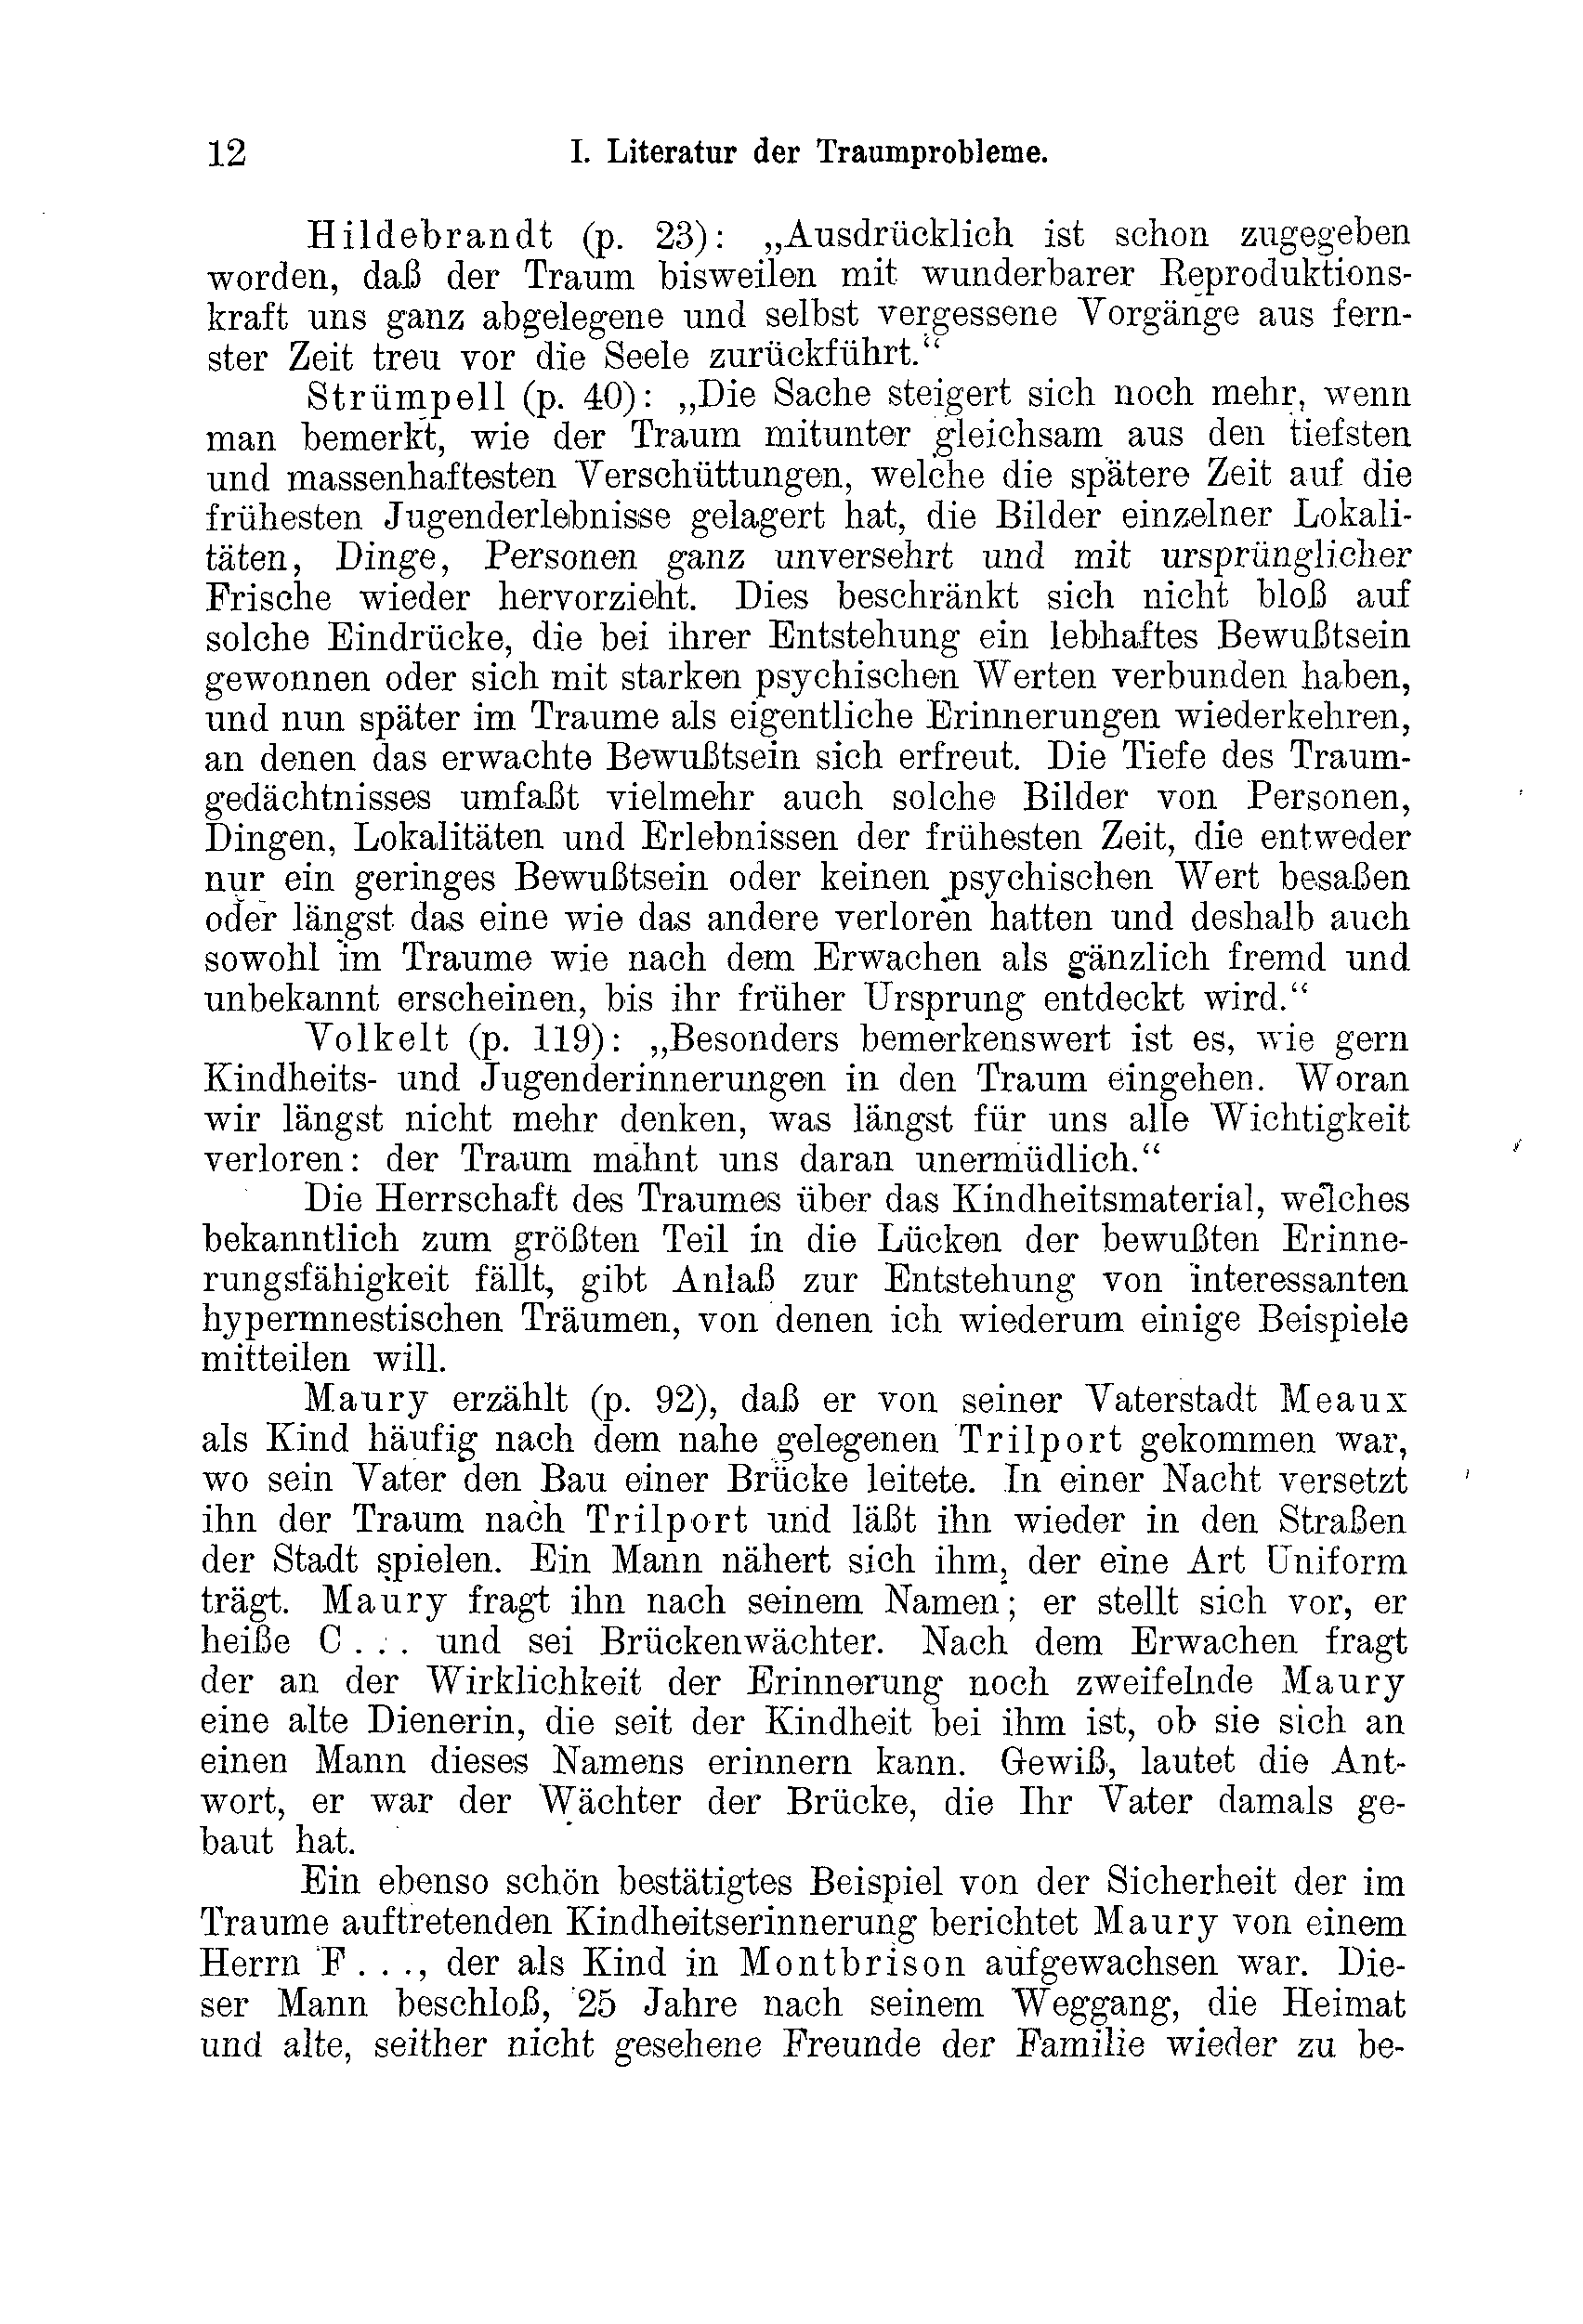 12 I. Literatur der Traumprobleme.
Hildebrandt (p. 23): „Ausdrücklich ist schon zugegeben
worden, daß der Traum bisweilen mit wunderbarer Reproduktions-
kraft uns ganz abgelegene und selbst vergessene Vorgänge aus fern-
ster Zeit treu vor die Seele zurückführt.“
Strümpell (p. 40): „Die Sache steigert sich noch mehr, wenn
man bemerkt, wie der Traum mitunter gleichsam aus den tiefsten
und massenhaftesten Verschüttungen, welche die spätere Zeit auf die
frühesten Jugenderlebnisse gelagert hat, die Bilder einzelner Lokali-
täten, Dinge, Personen ganz unversehrt und mit ursprünglicher
Frische wieder hervorzieht. Dies beschränkt sich nicht bloß auf
solche Eindrücke, die bei ihrer Entstehung ein lebhaftes Bewußtsein
gewonnen oder sich mit starken psychischen Werten verbunden haben,
und nun später im Traume als eigentliche Erinnerungen wiederkehren,
an denen das erwachte Bewußtsein sich erfreut. Die Tiefe des Traum-
gedächtnisses umfaßt vielmehr auch solche Bilder von Personen,
Dingen, Lokalitäten und Erlebnissen der frühesten Zeit, die entweder
nur ein geringes Bewußtsein oder keinen psychischen Wert besaßen
oder längst das eine wie das andere verloren hatten und deshalb auch
sowohl im Traume wie nach dem Erwachen als gänzlich fremd und
unbekannt erscheinen, bis ihr früher Ursprung entdeckt wird.“
Volkelt (p. 119): „Besonders bemerkenswert ist es, wie gern
Kindheits- und Jugenderinnerungen in den Traum eingehen. Woran
wir längst nicht mehr denken, was längst für uns alle Wichtigkeit
verloren: der Traum mahnt uns daran unermüdlich.“
Die Herrschaft des Traumes über das Kindheitsmaterial, welches
bekanntlich zum größten Teil in die Lücken der bewußten Erinne-
rungsfähigkeit fällt, gibt Anlaß zur Entstehung von interessanten
hypermnestischen Träumen, von denen ich wiederum einige Beispiele
mitteilen will.
Maury erzählt (p. 92), daß er von seiner Vaterstadt Meaux
als Kind häufig nach dem nahe gelegenen Trilport gekommen war,
wo sein Vater den Bau einer Brücke leitete. In einer Nacht versetzt
ihn der Traum nach Trilport und läßt ihn wieder in den Straßen
der Stadt spielen. Ein Mann nähert sich ihm, der eine Art Uniform
trägt. Maury fragt ihn nach seinem Namen; er stellt sich vor, er
heiße C... und sei Brückenwächter. Nach dem Erwachen fragt
der an der Wirklichkeit der Erinnerung noch zweifelnde Maury
eine alte Dienerin, die seit der Kindheit bei ihm ist, ob sie sich an
einen Mann dieses Namens erinnern kann. Gewiß, lautet die Ant-
wort, er war der Wächter der Brücke, die Ihr Vater damals ge-
baut hat.
Ein ebenso schön bestätigtes Beispiel von der Sicherheit der im
Traume auftretenden Kindheitserinnerung berichtet Maury von einem
Herrn F..., der als Kind in Montbrison aufgewachsen war. Die-
ser Mann beschloß, 25 Jahre nach seinem Weggang, die Heimat
und alte, seither nicht gesehene Freunde der Familie wieder zu be-